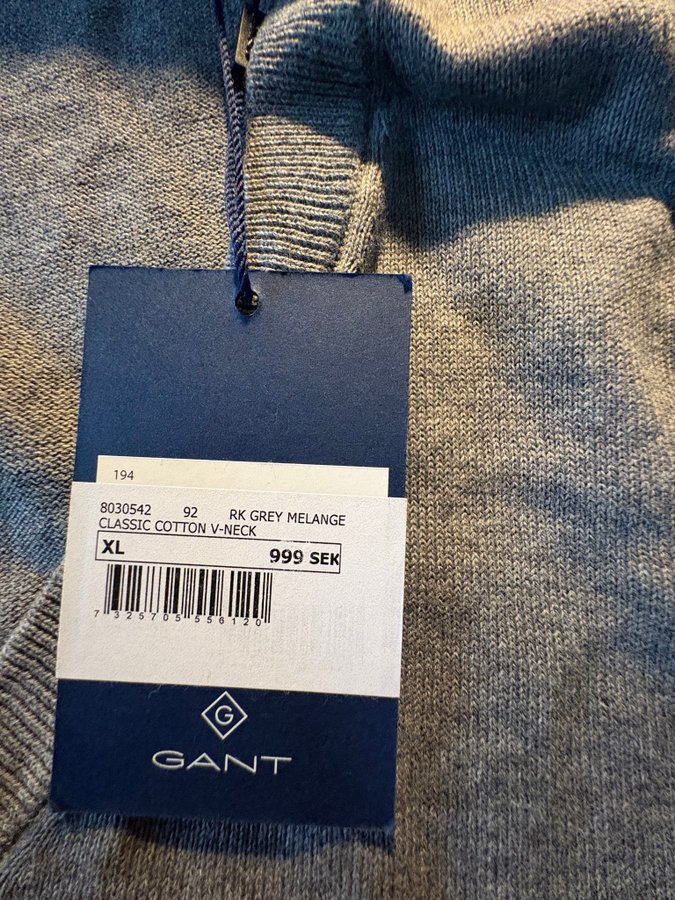 194
8030542 92 RK GREY MELANGE
CLASSIC COTTON V-NECK
XL 999 SEK
7 325705 556120
G
GANT